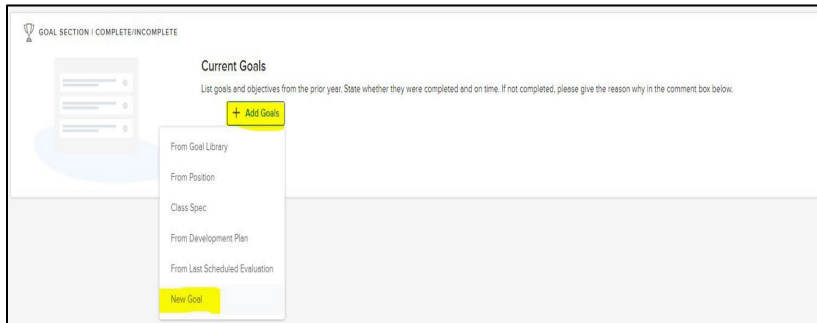 GOAL SECTION | COMPLETE/INCOMPLETE
Current Goals
List goals and objectives from the prior year. State whether they were completed and on time. If not completed, please give the reason why in the comment box below.
+ Add Goals
From Goal Library
From Position
Class Spec
From Development Plan
From Last Scheduled Evaluation
New Goal